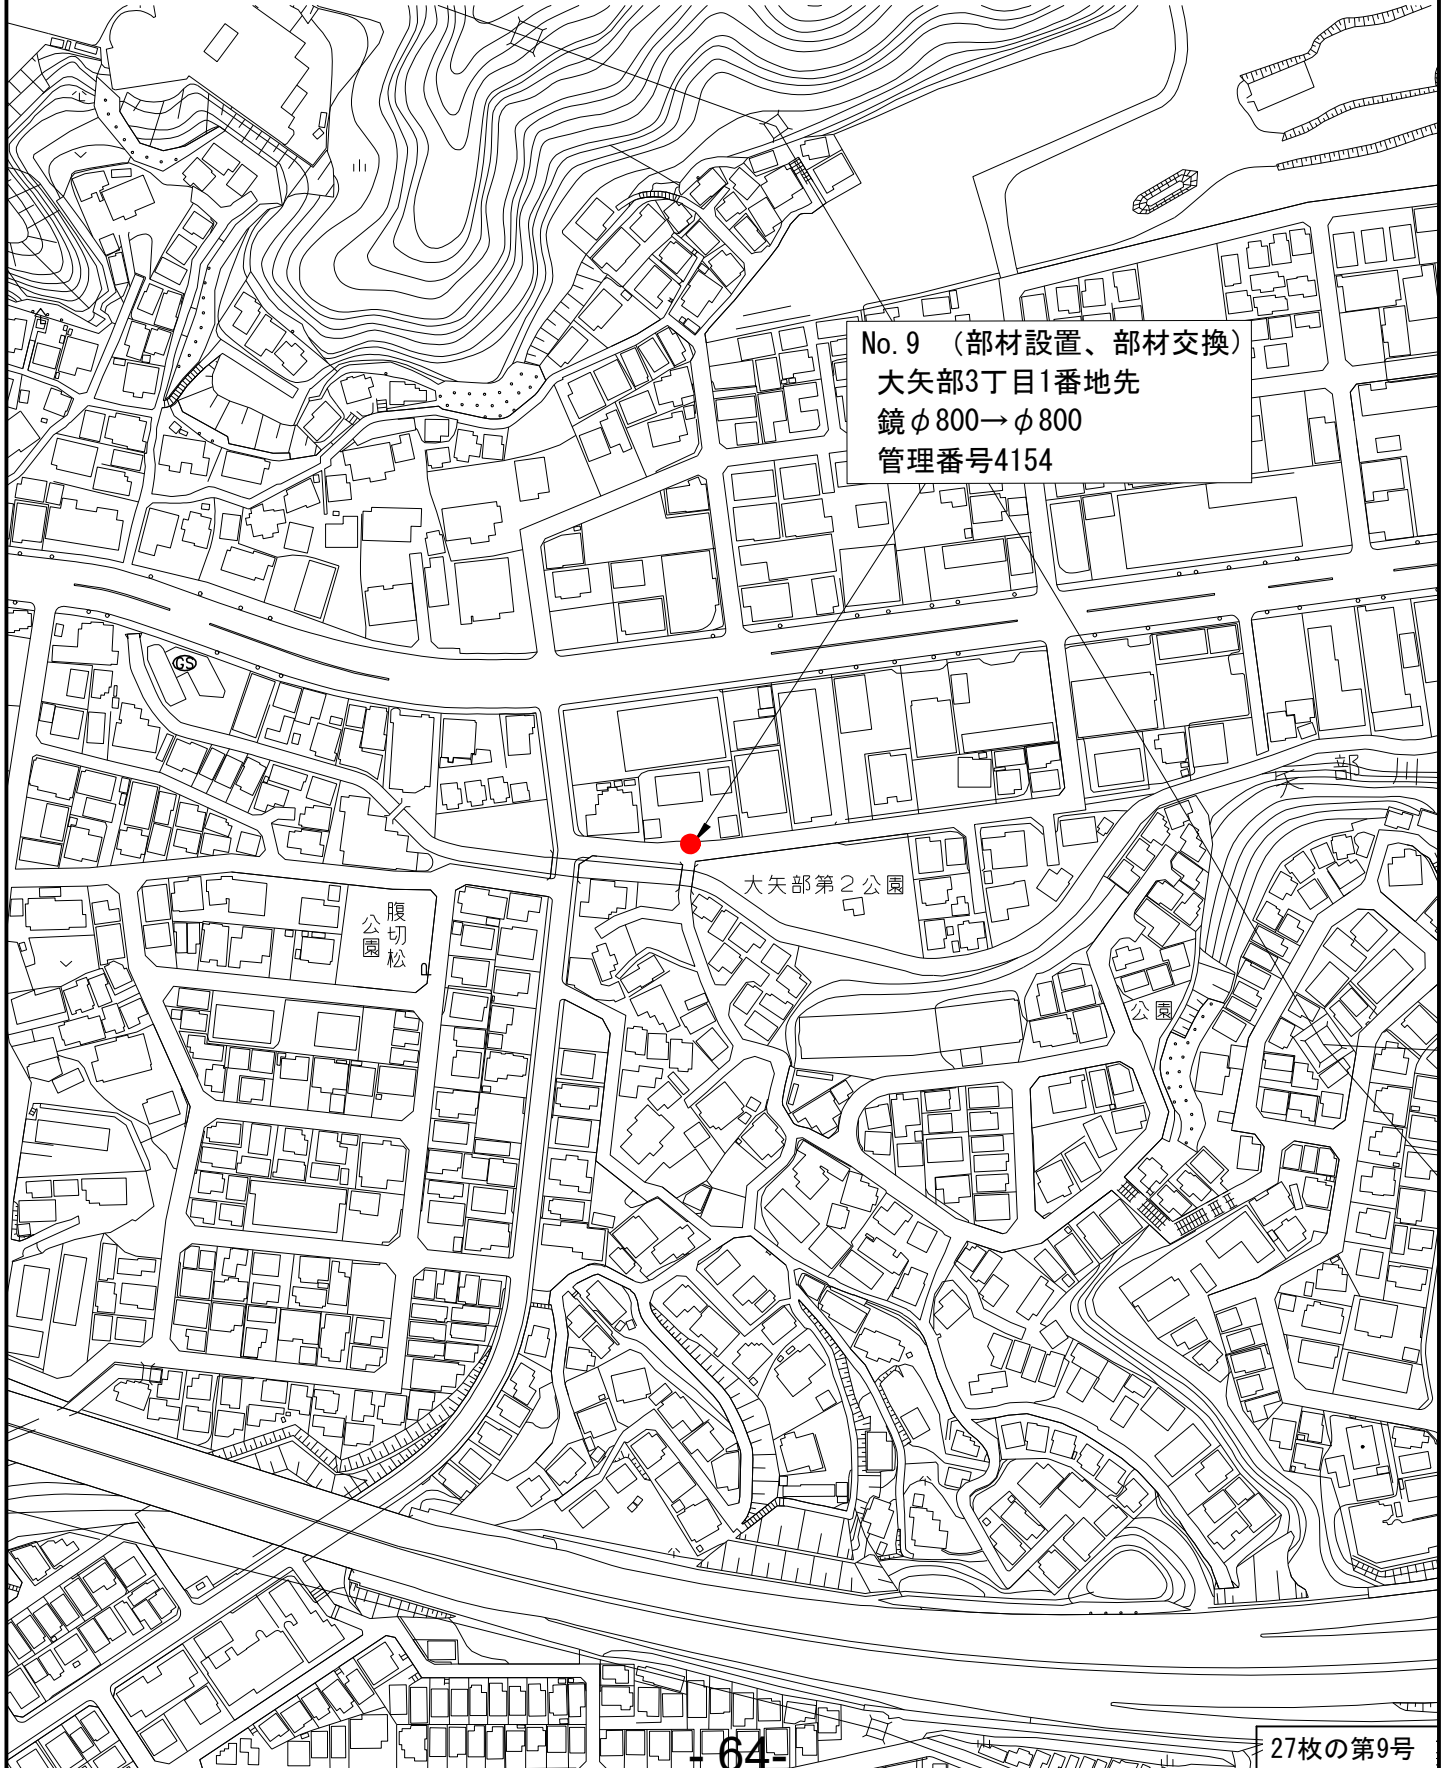 No.9 （部材設置、部材交換）
大矢部3丁目1番地先
鏡φ800→φ800
管理番号4154
GS
矢部川
大矢部第2公園
腹切松
公園
公園
- 64-
27枚の第9号